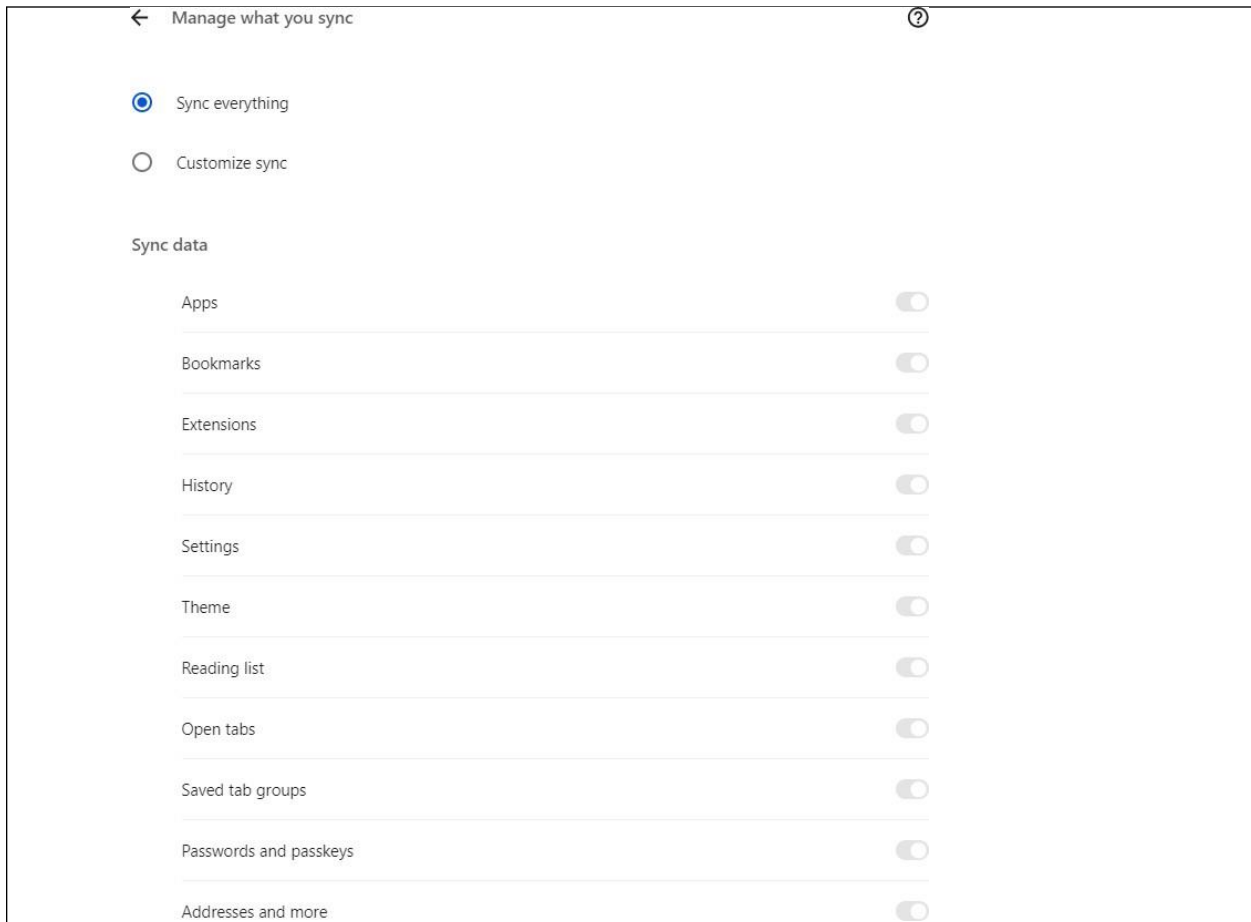 Manage what you sync
Sync everything
Customize sync
Sync data
Apps
Bookmarks
Extensions
History
Settings
Theme
Reading list
Open tabs
Saved tab groups
Passwords and passkeys
Addresses and more